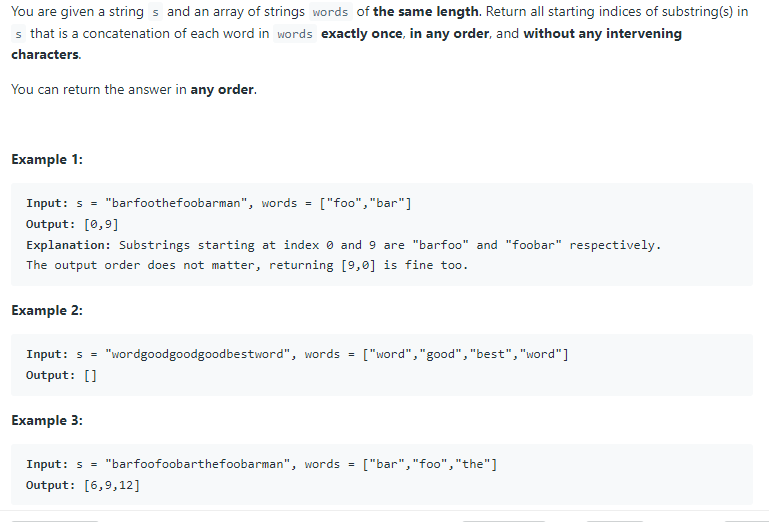 You are given a string s and an array of strings words of the same length. Return all starting indices of substring(s) in
s that is a concatenation of each word in words exactly once, in any order, and without any intervening
characters.
You can return the answer in any order.
Example 1:
Input: s = "barfoothefoobarman", words = ["foo","bar"]
Output: [0,9]
Explanation: Substrings starting at index 0 and 9 are "barfoo" and "foobar" respectively.
The output order does not matter, returning [9,0] is fine too.
Example 2:
Input: s = "wordgoodgoodgoodbestword", words = ["word","good","best","word"]
Output: []
Example 3:
Input: s = "barfoofoobarthefoobarman", words = ["bar","foo","the"]
Output: [6,9,12]